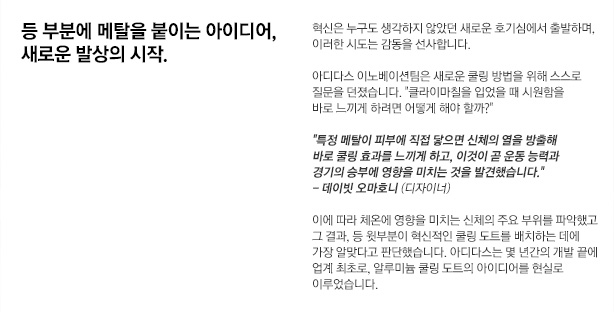 등 부분에 메탈을 붙이는 아이디어,
새로운 발상의 시작.
혁신은 누구도 생각하지 않았던 새로운 호기심에서 출발하며,
이러한 시도는 감동을 선사합니다.
아디다스 이노베이션팀은 새로운 쿨링 방법을 위해 스스로
질문을 던졌습니다. "클라이마칠을 입었을 때 시원함을
바로 느끼게 하려면 어떻게 해야 할까?"
"특정 메탈이 피부에 직접 닿으면 신체의 열을 방출해
바로 쿨링 효과를 느끼게 하고, 이것이 곧 운동 능력과
경기의 승부에 영향을 미치는 것을 발견했습니다."
– 데이빗 오마호니 (디자이너)
이에 따라 체온에 영향을 미치는 신체의 주요 부위를 파악했고
그 결과, 등 윗부분이 혁신적인 쿨링 도트를 배치하는 데에
가장 알맞다고 판단했습니다. 아디다스는 몇 년간의 개발 끝에
업계 최초로, 알루미늄 쿨링 도트의 아이디어를 현실로
이루었습니다.